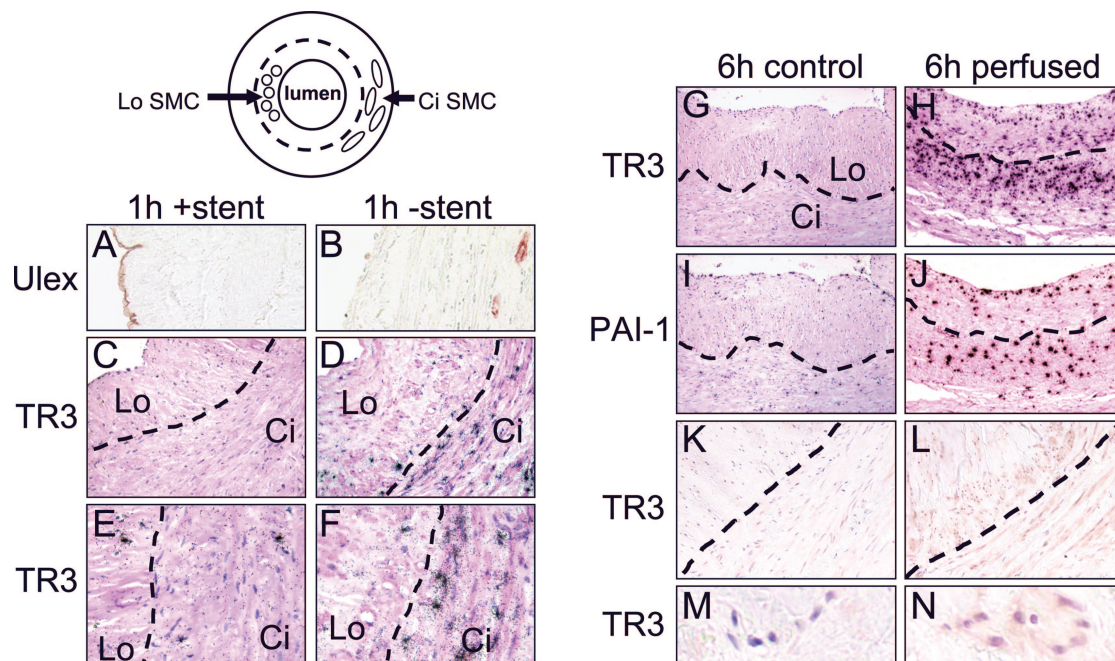 Lo SMC
lumen
Ci SMC
1h +stent 1h -stent
Ulex A B
TR3 C Lo Ci D Lo Ci
TR3 E Lo Ci F Lo Ci
6h control 6h perfused
TR3 G Lo Ci H
PAI-1 I J
TR3 K L
TR3 M N